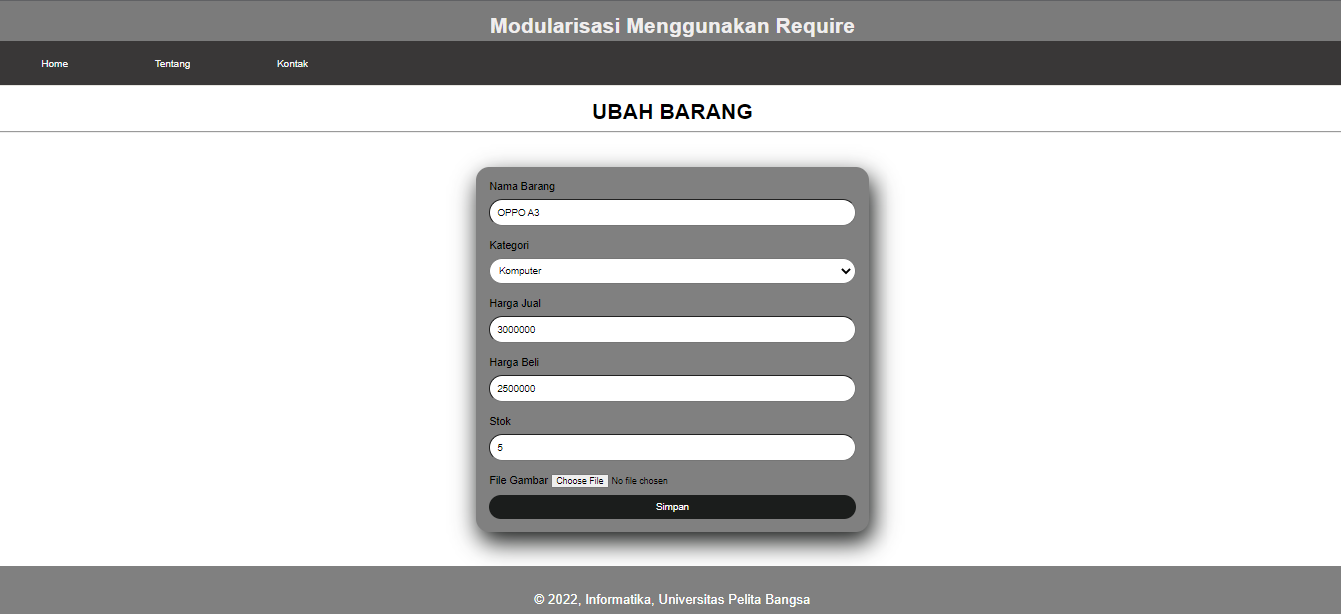 Modularisasi Menggunakan Require
Home Tentang Kontak
UBAH BARANG
Nama Barang
OPPO A3
Kategori
Komputer
Harga Jual
3000000
Harga Beli
2500000
Stok
5
File Gambar Choose File No file chosen
Simpan
© 2022, Informatika, Universitas Pelita Bangsa